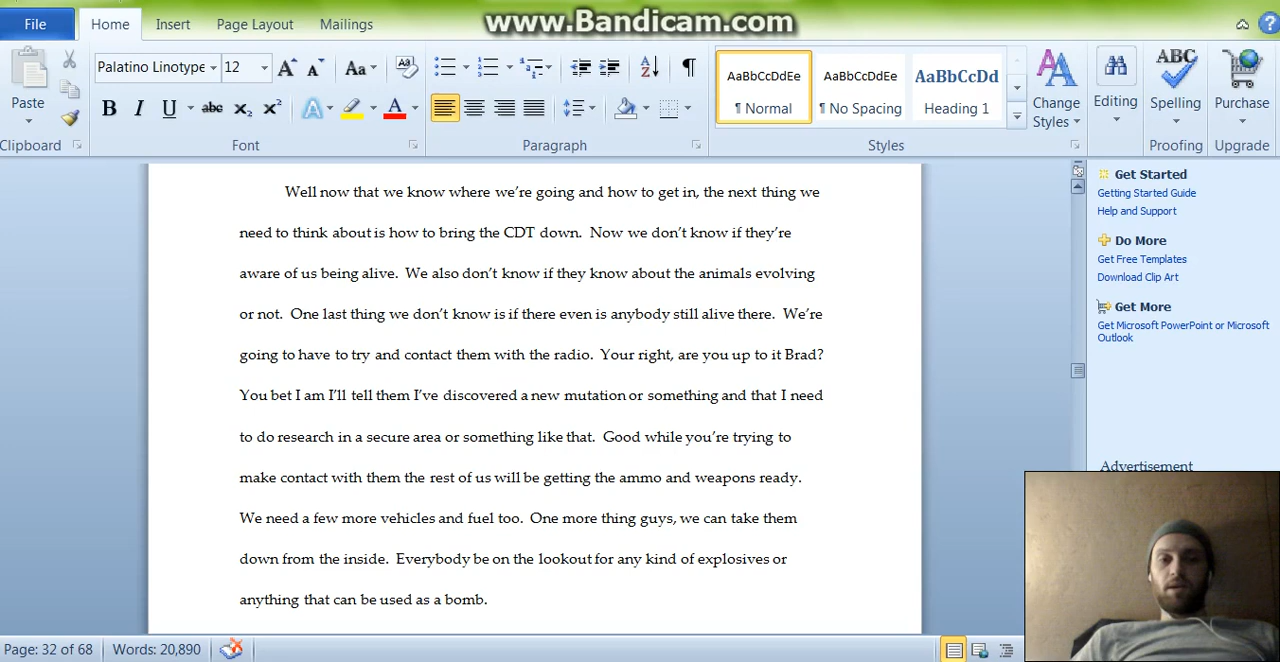 www.Bandicam.com
File Home Insert Page Layout Mailings
Palatino Linotype 12 Aa
AaBbCcDdEe AaBbCcDdEe AaBbCcDd
Paste B I U abc x₂ x² A A ¶ Normal ¶ No Spacing Heading 1 Change Styles Editing ABC Spelling Purchase
Clipboard Font Paragraph Styles Proofing Upgrade
Well now that we know where we're going and how to get in, the next thing we
need to think about is how to bring the CDT down.  Now we don't know if they're
aware of us being alive.  We also don't know if they know about the animals evolving
or not.  One last thing we don't know is if there even is anybody still alive there.  We're
going to have to try and contact them with the radio.  Your right, are you up to it Brad?
You bet I am I'll tell them I've discovered a new mutation or something and that I need
to do research in a secure area or something like that.  Good while you're trying to
make contact with them the rest of us will be getting the ammo and weapons ready.
We need a few more vehicles and fuel too.  One more thing guys, we can take them
down from the inside.  Everybody be on the lookout for any kind of explosives or
anything that can be used as a bomb.
Get Started
Getting Started Guide
Help and Support
Do More
Get Free Templates
Download Clip Art
Get More
Get Microsoft PowerPoint or Microsoft
Outlook
Advertisement
Page: 32 of 68 Words: 20,890